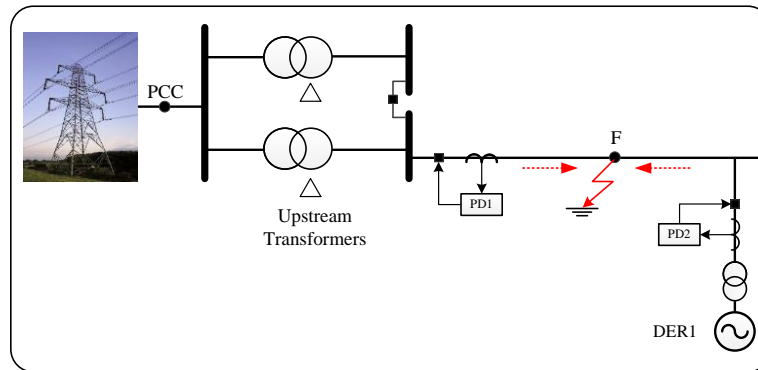 PCC
F
PD1
Upstream
Transformers
PD2
DER1